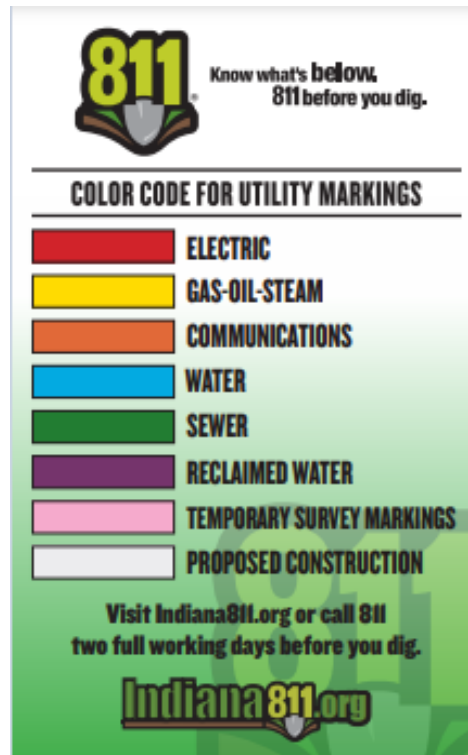 811
Know what's below.
811 before you dig.
COLOR CODE FOR UTILITY MARKINGS
ELECTRIC
GAS-OIL-STEAM
COMMUNICATIONS
WATER
SEWER
RECLAIMED WATER
TEMPORARY SURVEY MARKINGS
PROPOSED CONSTRUCTION
Visit Indiana811.org or call 811
two full working days before you dig.
Indiana811.org
811